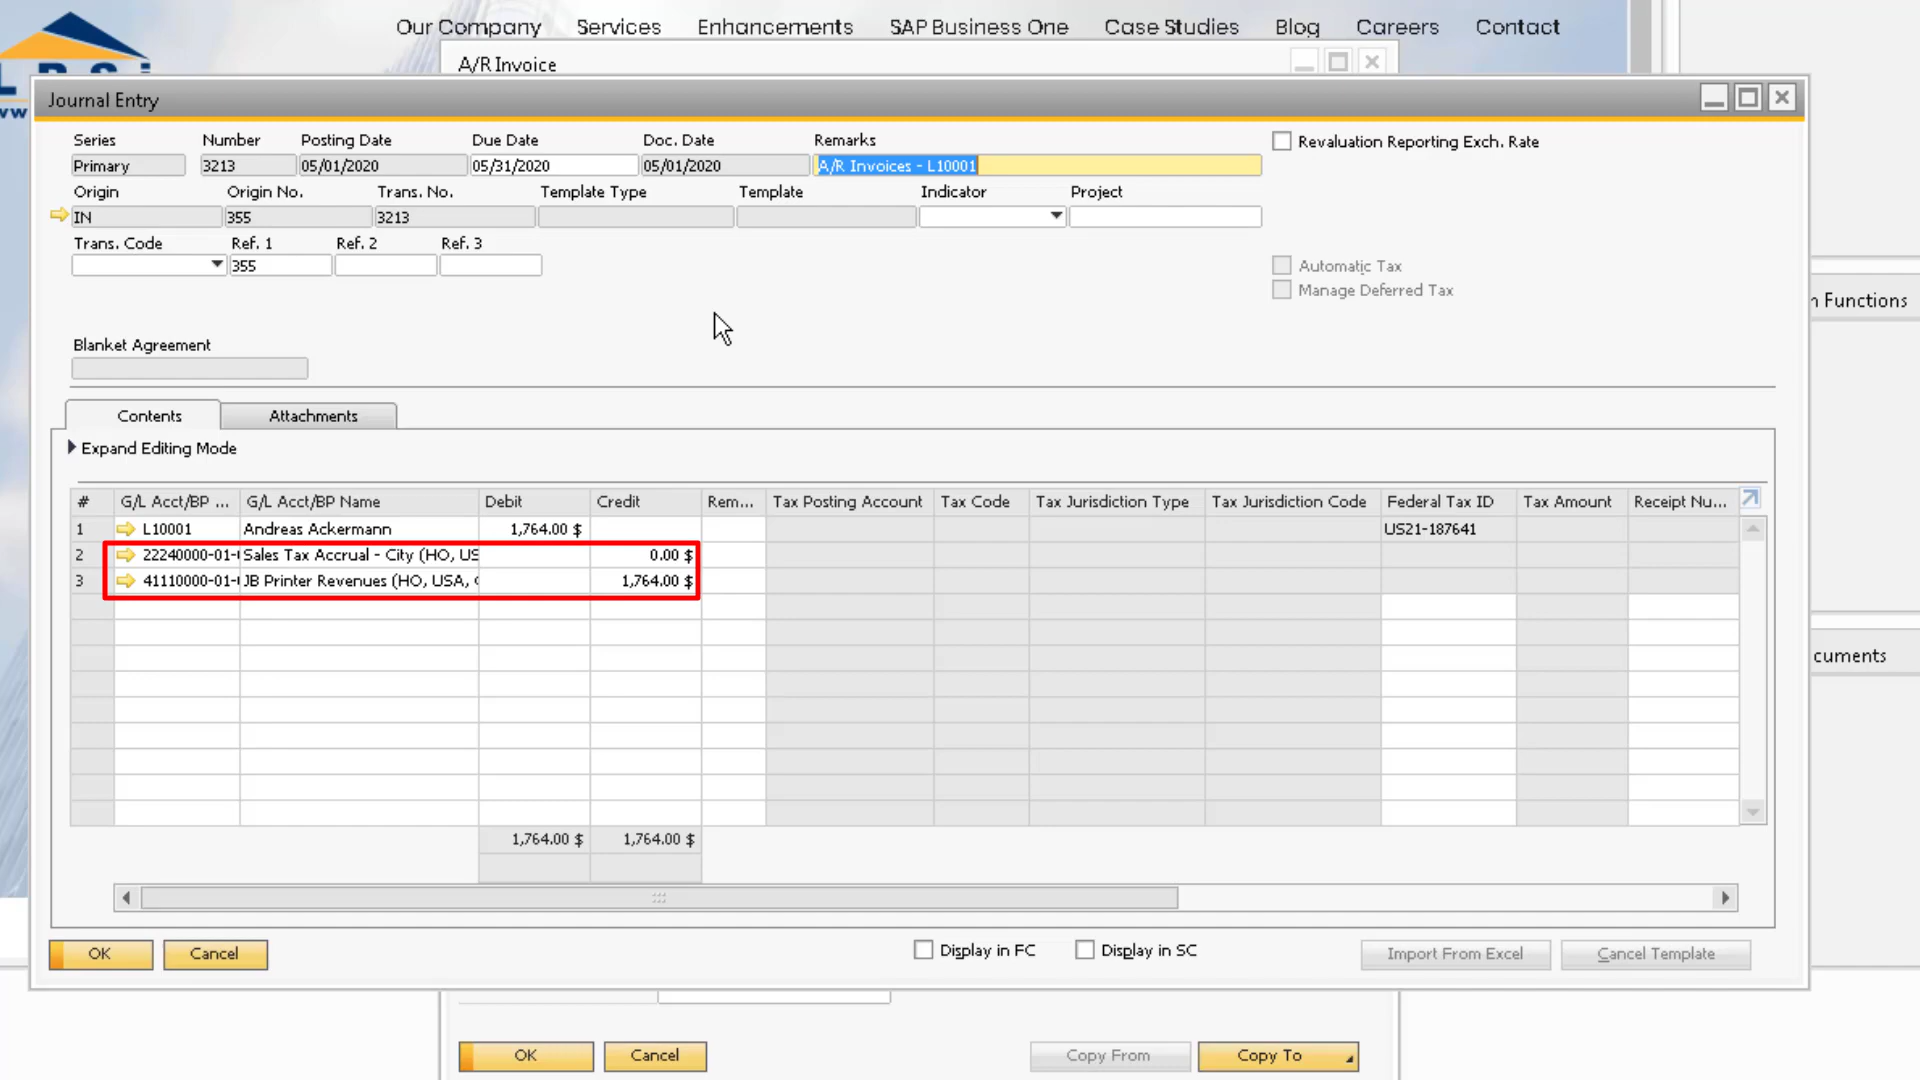 Our Company Services Enhancements SAP Business One Case Studies Blog Careers Contact
A/R Invoice
Journal Entry
Series Number Posting Date Due Date Doc. Date Remarks
Revaluation Reporting Exch. Rate
Primary 3213 05/01/2020 05/31/2020 05/01/2020 A/R Invoices - L10001
Origin Origin No. Trans. No. Template Type Template Indicator Project
IN 355 3213
Trans. Code Ref. 1 Ref. 2 Ref. 3
355
Automatic Tax
Manage Deferred Tax
Functions
Blanket Agreement
Contents Attachments
Expand Editing Mode
# G/L Acct/BP ... G/L Acct/BP Name Debit Credit Rem... Tax Posting Account Tax Code Tax Jurisdiction Type Tax Jurisdiction Code Federal Tax ID Tax Amount Receipt Nu...
1 L10001 Andreas Ackermann 1,764.00 $ US21-187641
2 22240000-01- Sales Tax Accrual - City (HO, US 0.00 $
3 41110000-01- JB Printer Revenues (HO, USA, 1,764.00 $
cuments
1,764.00 $ 1,764.00 $
OK Cancel Display in FC Display in SC Import From Excel Cancel Template
OK Cancel Copy From Copy To